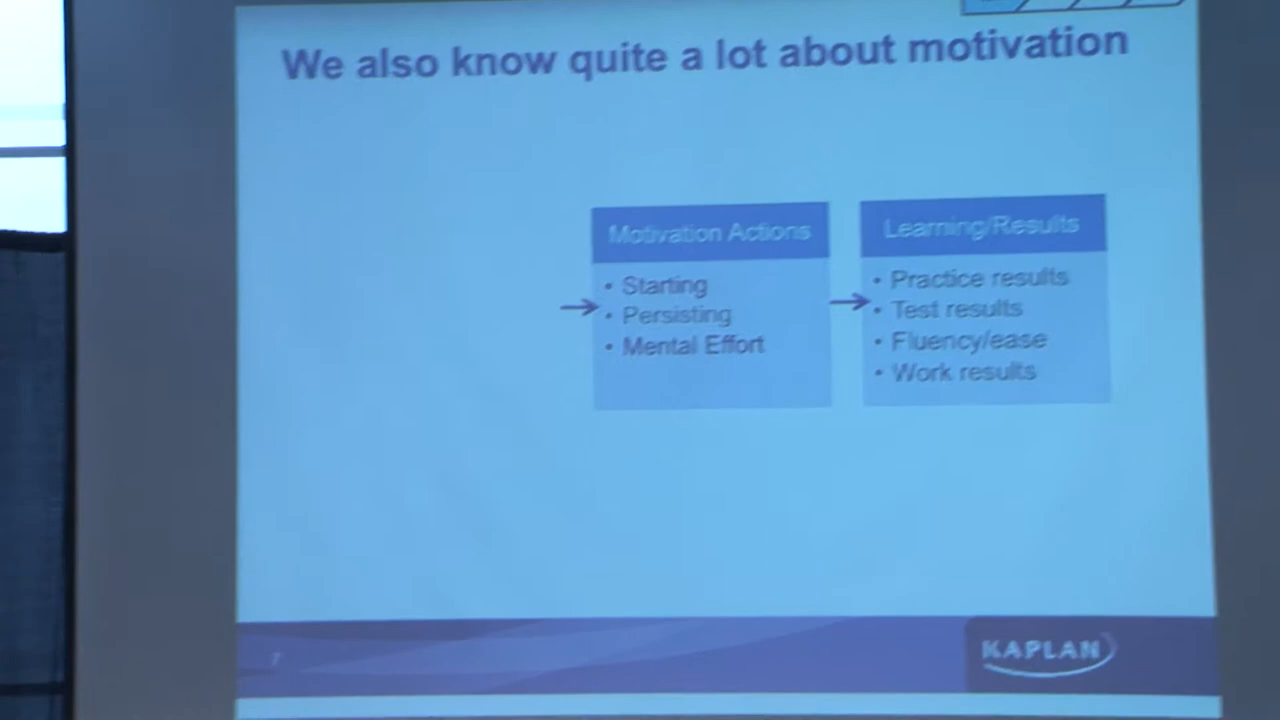 We also know quite a lot about motivation
Motivation Actions
• Starting
• Persisting
• Mental Effort
Learning/Results
• Practice results
• Test results
• Fluency/ease
• Work results
7
KAPLAN